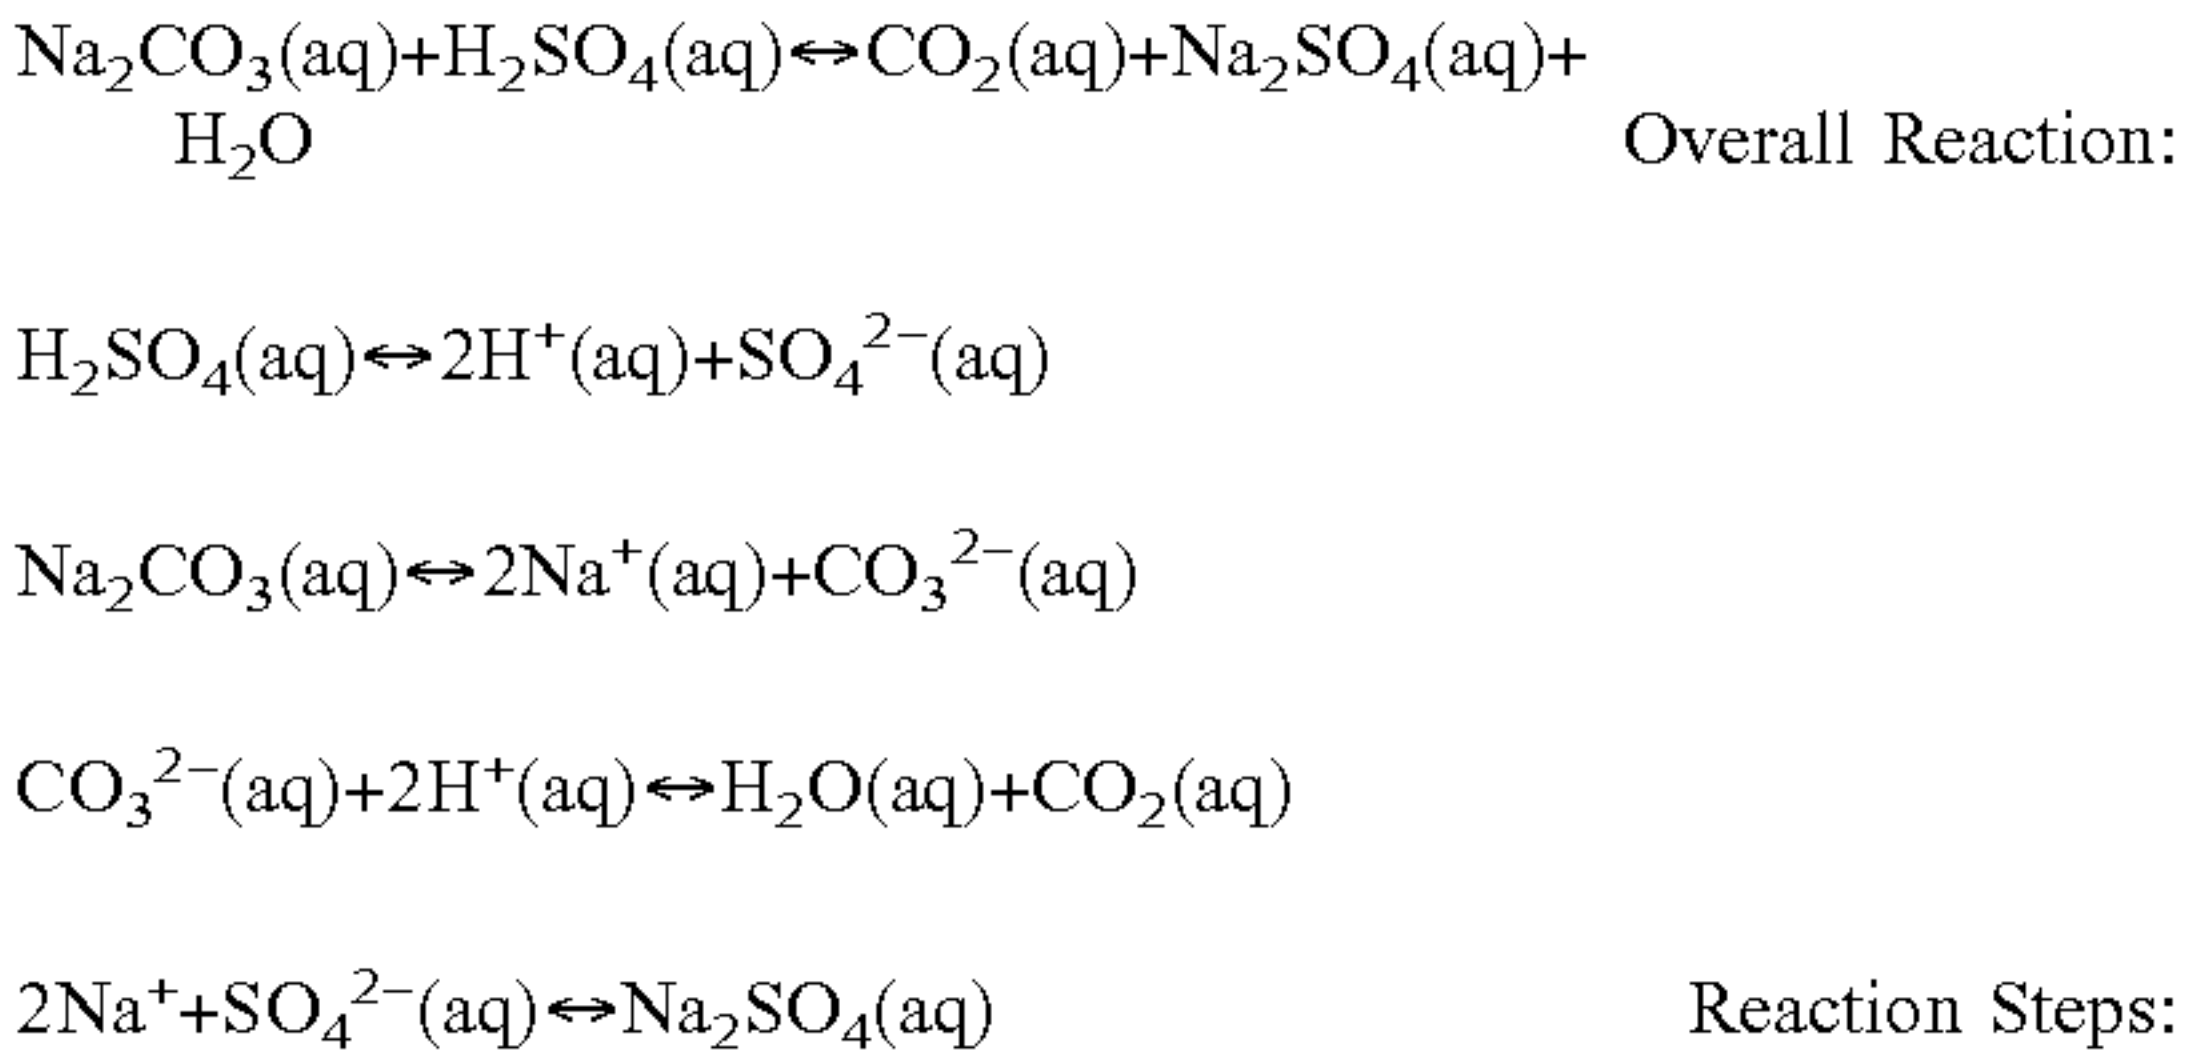 Na₂CO₃(aq)+H₂SO₄(aq)↔CO₂(aq)+Na₂SO₄(aq)+
H₂O Overall Reaction:
H₂SO₄(aq)↔2H⁺(aq)+SO₄²⁻(aq)
Na₂CO₃(aq)↔2Na⁺(aq)+CO₃²⁻(aq)
CO₃²⁻(aq)+2H⁺(aq)↔H₂O(aq)+CO₂(aq)
2Na⁺+SO₄²⁻(aq)↔Na₂SO₄(aq) Reaction Steps: